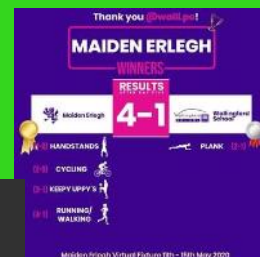 Thank you @walli.pe!
MAIDEN ERLEGH
WINNERS
RESULTS
Maiden Erlegh
4-1
Wallingford
School
HANDSTANDS
PLANK
CYCLING
KEEPY UPPY'S
RUNNING/
WALKING
Maiden Erlegh Virtual Fixture 11th - 15th May 2020